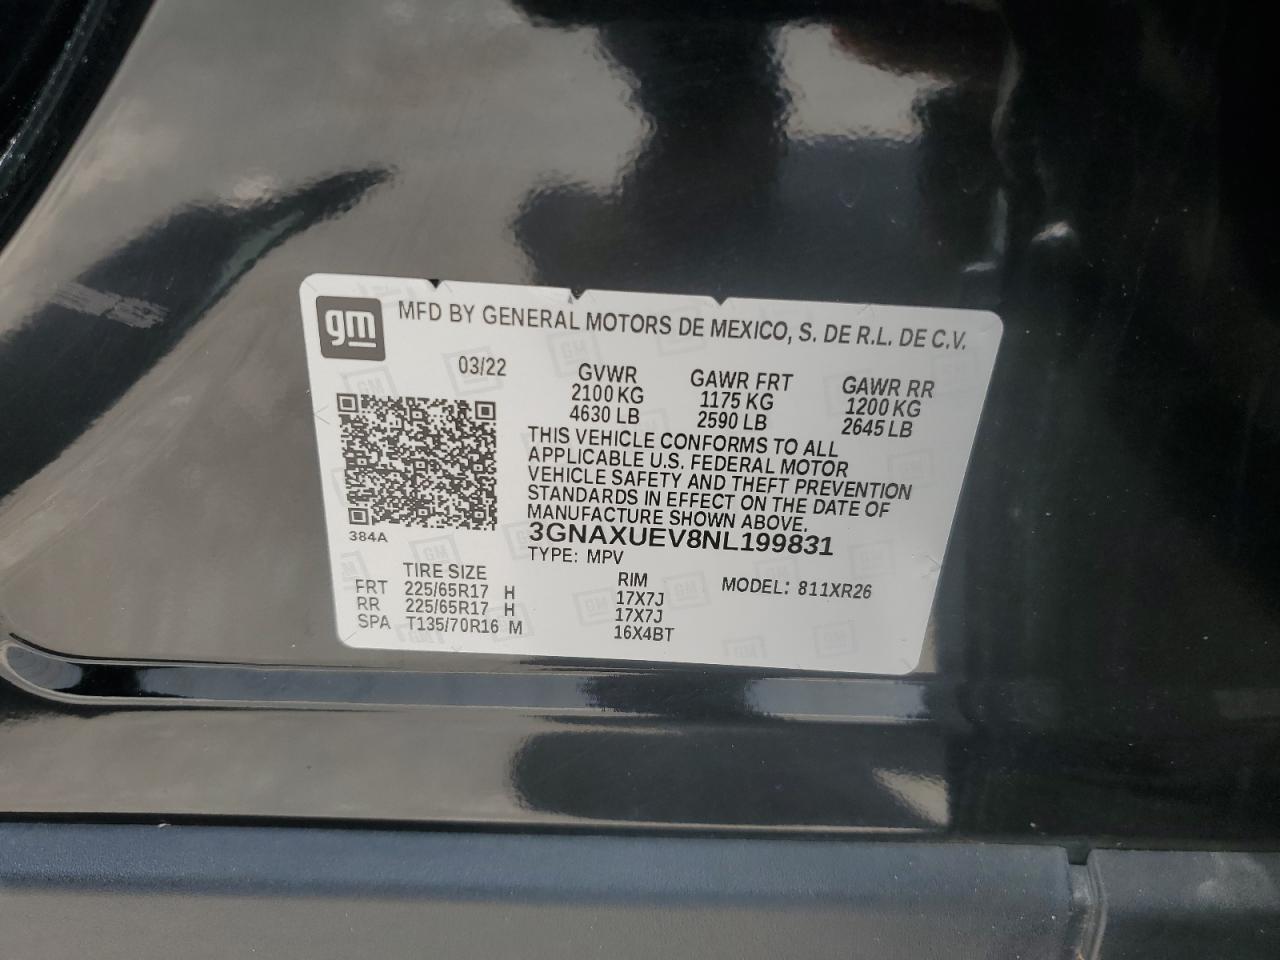 gm
MFD BY GENERAL MOTORS DE MEXICO, S. DE R.L. DE C.V.
03/22 GVWR GAWR FRT GAWR RR
2100 KG 1175 KG 1200 KG
4630 LB 2590 LB 2645 LB
THIS VEHICLE CONFORMS TO ALL
APPLICABLE U.S. FEDERAL MOTOR
VEHICLE SAFETY AND THEFT PREVENTION
STANDARDS IN EFFECT ON THE DATE OF
MANUFACTURE SHOWN ABOVE.
384A
3GNAXUEV8NL199831
TYPE: MPV
TIRE SIZE RIM MODEL: 811XR26
FRT 225/65R17 H 17X7J
RR 225/65R17 H 17X7J
SPA T135/70R16 M 16X4BT